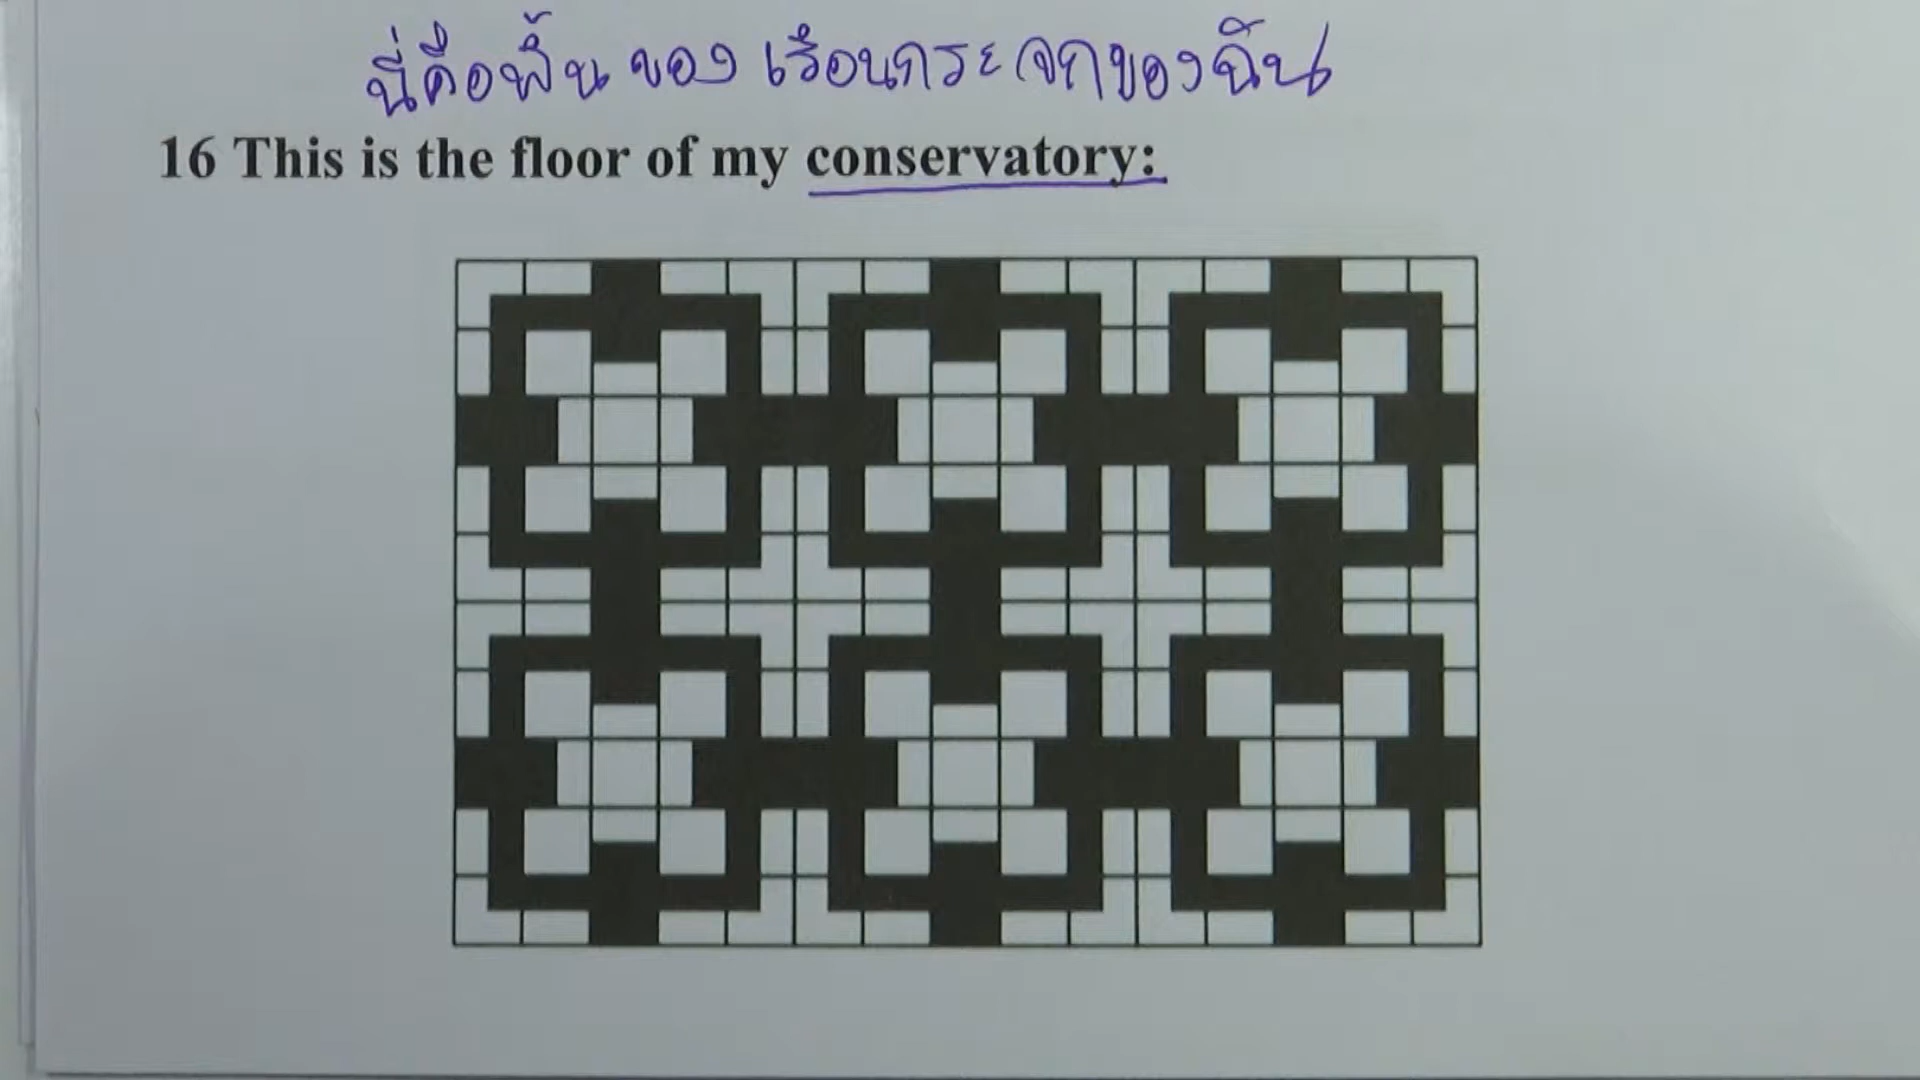 นี่คือพื้นของเรือนกระจกของฉัน
16 This is the floor of my conservatory: